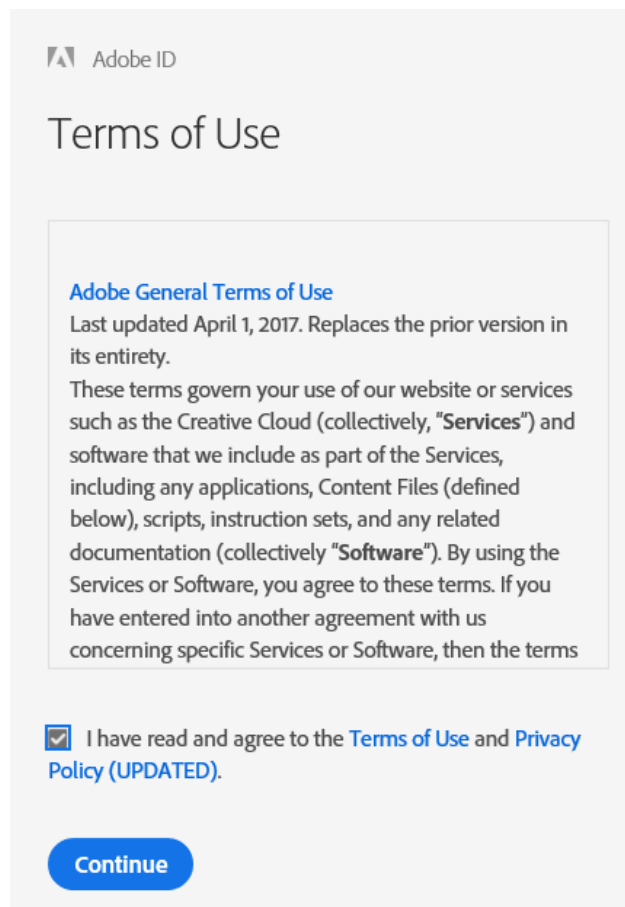 Adobe ID
Terms of Use
Adobe General Terms of Use
Last updated April 1, 2017. Replaces the prior version in
its entirety.
These terms govern your use of our website or services
such as the Creative Cloud (collectively, “Services”) and
software that we include as part of the Services,
including any applications, Content Files (defined
below), scripts, instruction sets, and any related
documentation (collectively “Software”). By using the
Services or Software, you agree to these terms. If you
have entered into another agreement with us
concerning specific Services or Software, then the terms
I have read and agree to the Terms of Use and Privacy
Policy (UPDATED).
Continue